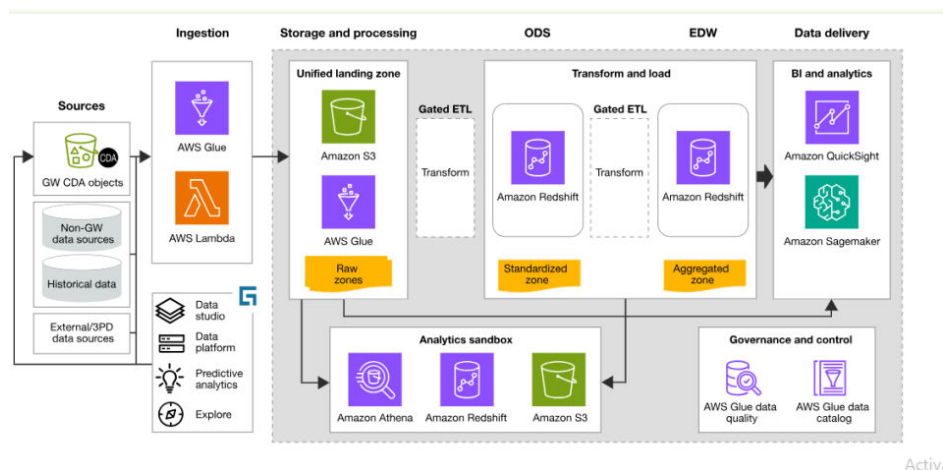 Ingestion
Storage and processing
ODS
EDW
Data delivery
Sources
GW CDA objects
CDA
Non-GW
data sources
Historical data
External/3PD
data sources
AWS Glue
AWS Lambda
Data
studio
Data
platform
Predictive
analytics
Explore
Unified landing zone
Amazon S3
AWS Glue
Raw
zones
Gated ETL
Transform
Transform and load
Amazon Redshift
Standardized
zone
Gated ETL
Transform
Amazon Redshift
Aggregated
zone
BI and analytics
Amazon QuickSight
Amazon Sagemaker
Analytics sandbox
Amazon Athena
Amazon Redshift
Amazon S3
Governance and control
AWS Glue data
quality
AWS Glue data
catalog
Activa